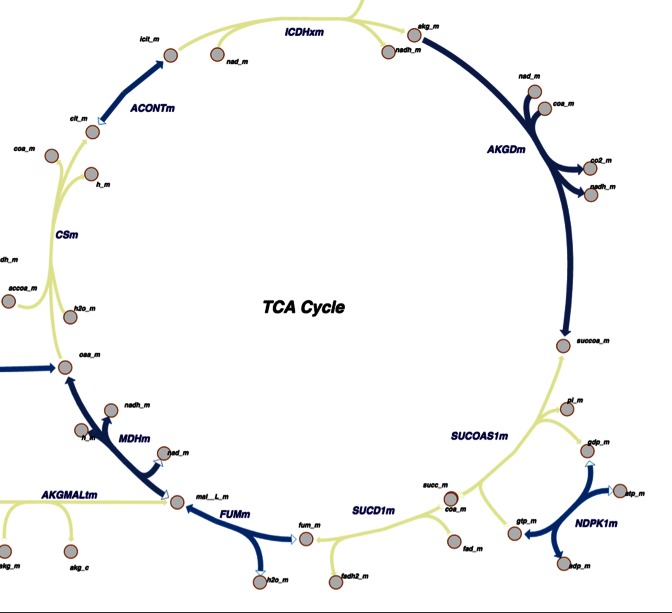 akg_m
icit_m
ICDHxm
nad_m
nadh_m
nad_m
coa_m
ACONTm
cit_m
coa_m
AKGDm
co2_m
h_m
nadh_m
CSm
dh_m
accoa_m
h2o_m
TCA Cycle
succoa_m
oaa_m
nadh_m
pi_m
h_m
MDHm
SUCOAS1m
gdp_m
nad_m
AKGMALtm
mal__L_m
succ_m
coa_m
atp_m
FUMm
SUCD1m
fum_m
gtp_m
NDPK1m
akg_m
akg_c
fad_m
h2o_m
fadh2_m
adp_m